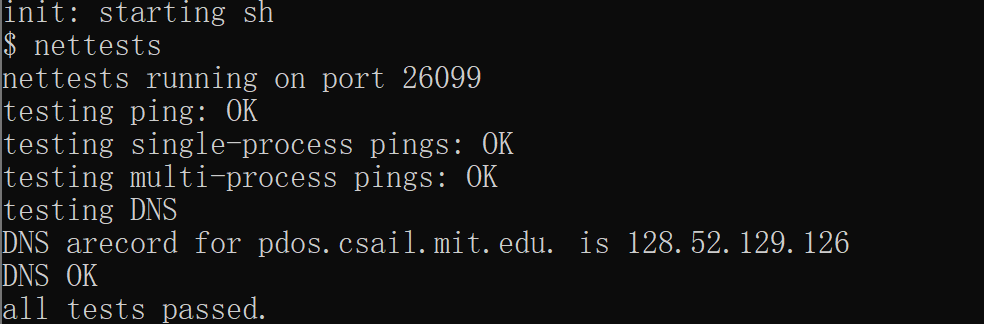 init: starting sh
$ nettests
nettests running on port 26099
testing ping: OK
testing single-process pings: OK
testing multi-process pings: OK
testing DNS
DNS arecord for pdos.csail.mit.edu. is 128.52.129.126
DNS OK
all tests passed.